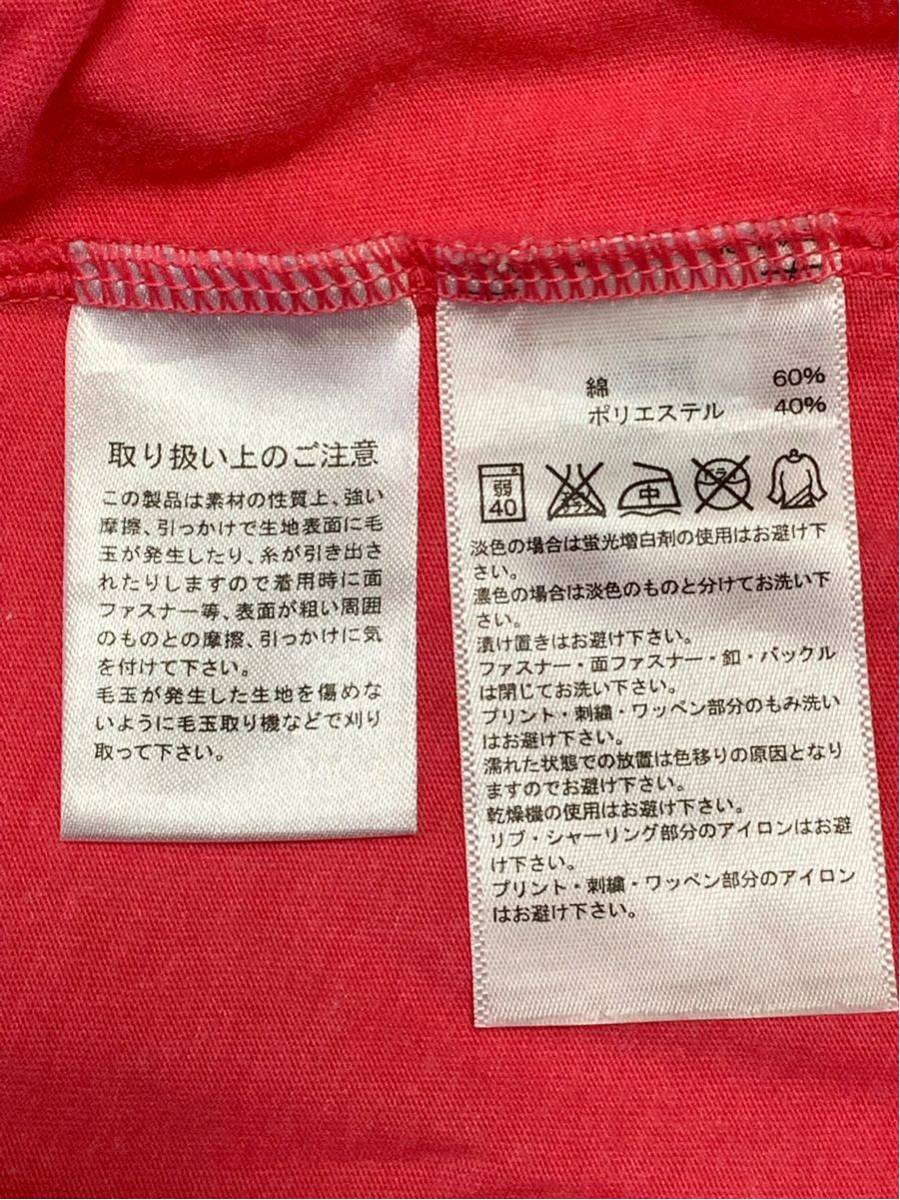 取り扱い上のご注意
この製品は素材の性質上、強い
摩擦、引っかけで生地表面に毛
玉が発生したり、糸が引き出さ
れたりしますので着用時に面
ファスナー等、表面が粗い周囲
のものとの摩擦、引っかけに気
を付けて下さい。
毛玉が発生した生地を傷めな
いように毛玉取り機などで刈り
取って下さい。
綿 60%
ポリエステル 40%
弱 40 エンソ サラシ 中 ドライ
淡色の場合は蛍光増白剤の使用はお避け下
さい。
濃色の場合は淡色のものと分けてお洗い下
さい。
漬け置きはお避け下さい。
ファスナー・面ファスナー・釦・バックル
は閉じてお洗い下さい。
プリント・刺繍・ワッペン部分のもみ洗い
はお避け下さい。
濡れた状態での放置は色移りの原因となり
ますのでお避け下さい。
乾燥機の使用はお避け下さい。
リブ・シャーリング部分のアイロンはお避
け下さい。
プリント・刺繍・ワッペン部分のアイロン
はお避け下さい。